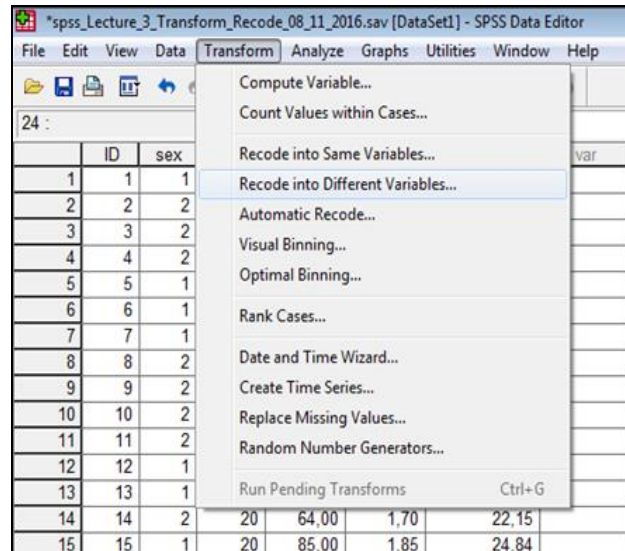 *spss_Lecture_3_Transform_Recode_08_11_2016.sav [DataSet1] - SPSS Data Editor
File Edit View Data Transform Analyze Graphs Utilities Window Help
24 :
Compute Variable...
Count Values within Cases...
Recode into Same Variables...
Recode into Different Variables...
Automatic Recode...
Visual Binning...
Optimal Binning...
Rank Cases...
Date and Time Wizard...
Create Time Series...
Replace Missing Values...
Random Number Generators...
Run Pending Transforms Ctrl+G
ID sex var
1 1 1
2 2 2
3 3 2
4 4 2
5 5 1
6 6 1
7 7 1
8 8 2
9 9 2
10 10 2
11 11 2
12 12 1
13 13 1
14 14 2 20 64,00 1,70 22,15
15 15 1 20 85,00 1,85 24,84